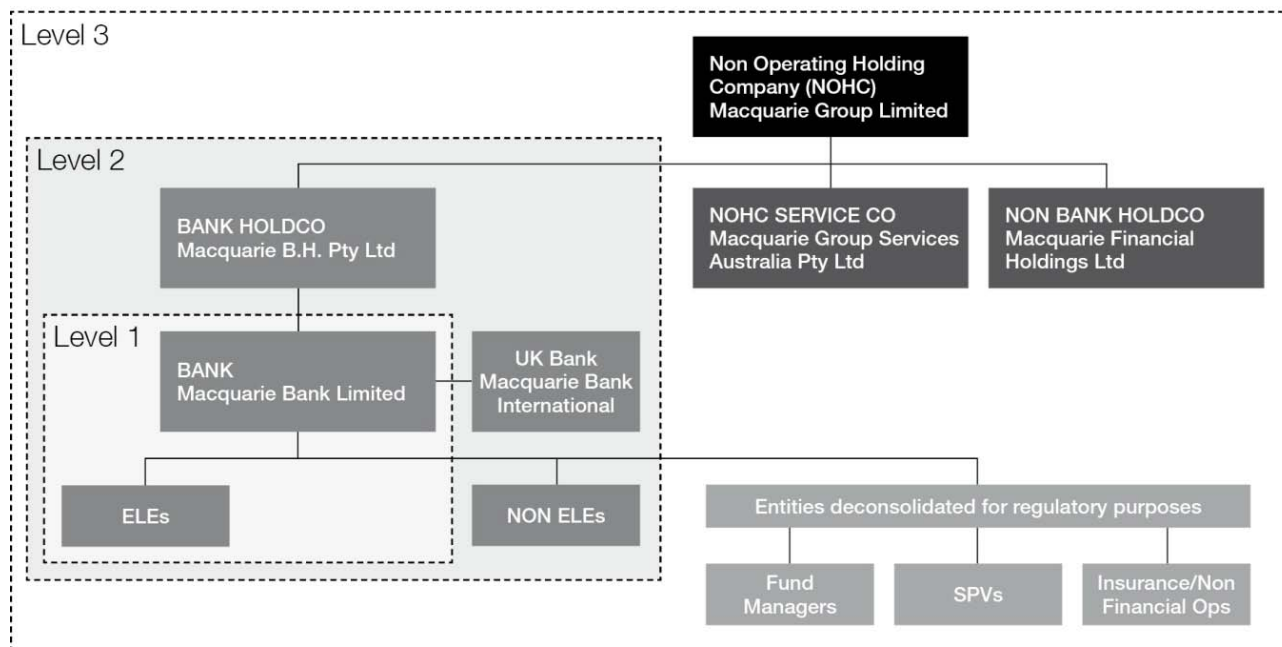 Level 3
Non Operating Holding
Company (NOHC)
Macquarie Group Limited
Level 2
BANK HOLDCO
Macquarie B.H. Pty Ltd
NOHC SERVICE CO
Macquarie Group Services
Australia Pty Ltd
NON BANK HOLDCO
Macquarie Financial
Holdings Ltd
Level 1
BANK
Macquarie Bank Limited
UK Bank
Macquarie Bank
International
ELEs
NON ELEs
Entities deconsolidated for regulatory purposes
Fund
Managers
SPVs
Insurance/Non
Financial Ops